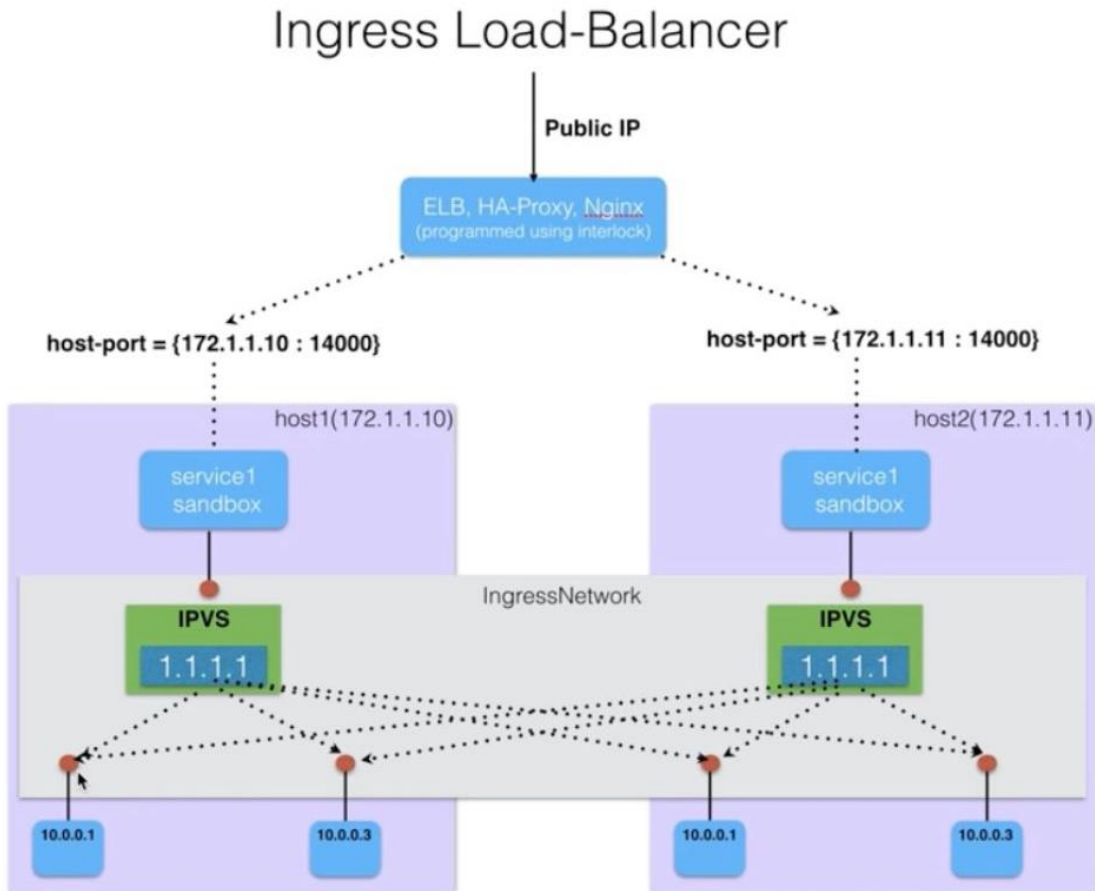 Ingress Load-Balancer
Public IP
ELB, HA-Proxy, Nginx
(programmed using interlock)
host-port = {172.1.1.10 : 14000}
host-port = {172.1.1.11 : 14000}
host1(172.1.1.10)
host2(172.1.1.11)
service1
sandbox
service1
sandbox
IngressNetwork
IPVS
1.1.1.1
IPVS
1.1.1.1
10.0.0.1
10.0.0.3
10.0.0.1
10.0.0.3